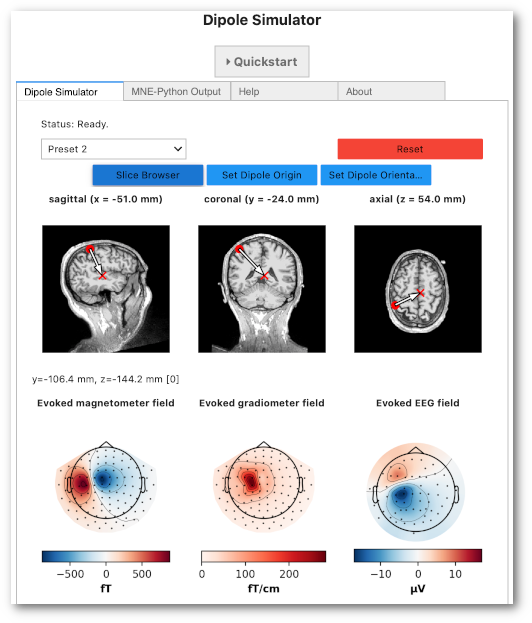 Dipole Simulator
Quickstart
Dipole Simulator MNE-Python Output Help About
Status: Ready.
Preset 2 Reset
Slice Browser Set Dipole Origin Set Dipole Orienta...
sagittal (x = -51.0 mm) coronal (y = -24.0 mm) axial (z = 54.0 mm)
y=-106.4 mm, z=-144.2 mm [0]
Evoked magnetometer field Evoked gradiometer field Evoked EEG field
−500 0 500 0 100 200 −10 0 10
fT fT/cm µV